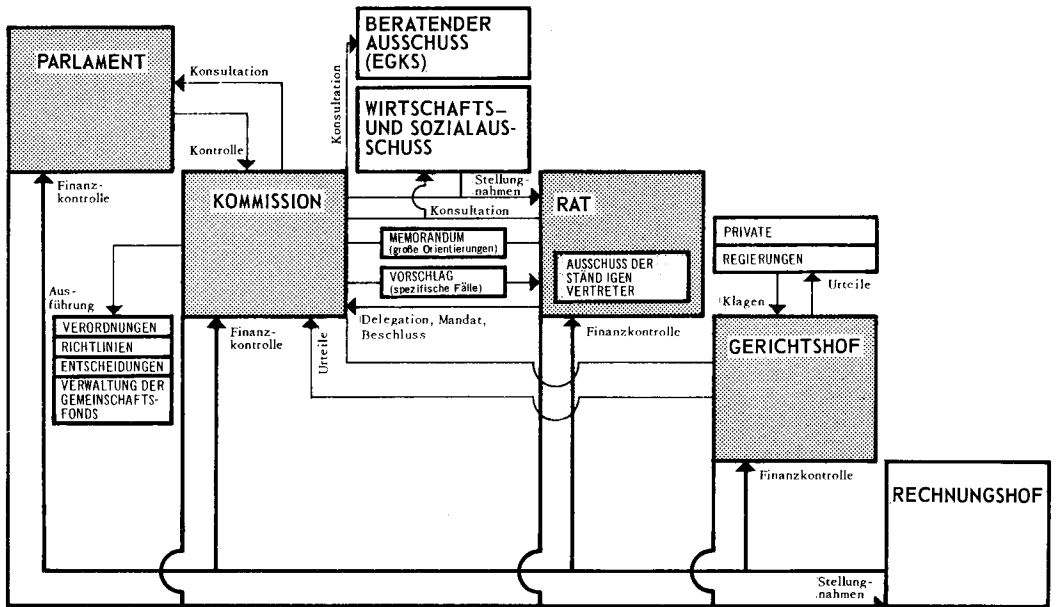 BERATENDER
AUSSCHUSS
(EGKS)
PARLAMENT
Konsultation
Konsultation
WIRTSCHAFTS-
UND SOZIALAUS-
SCHUSS
Kontrolle
Finanz-
kontrolle
KOMMISSION
Stellung-
nahmen
Konsultation
RAT
MEMORANDUM
(große Orientierungen)
VORSCHLAG
(spezifische Fälle)
AUSSCHUSS DER
STÄNDIGEN
VERTRETER
PRIVATE
REGIERUNGEN
Klagen
Urteile
Aus-
führung
VERORDNUNGEN
RICHTLINIEN
ENTSCHEIDUNGEN
VERWALTUNG DER
GEMEINSCHAFTS-
FONDS
Finanz-
kontrolle
Urteile
Delegation, Mandat,
Beschluss
Finanzkontrolle
GERICHTSHOF
Finanzkontrolle
RECHNUNGSHOF
Stellung-
nahmen